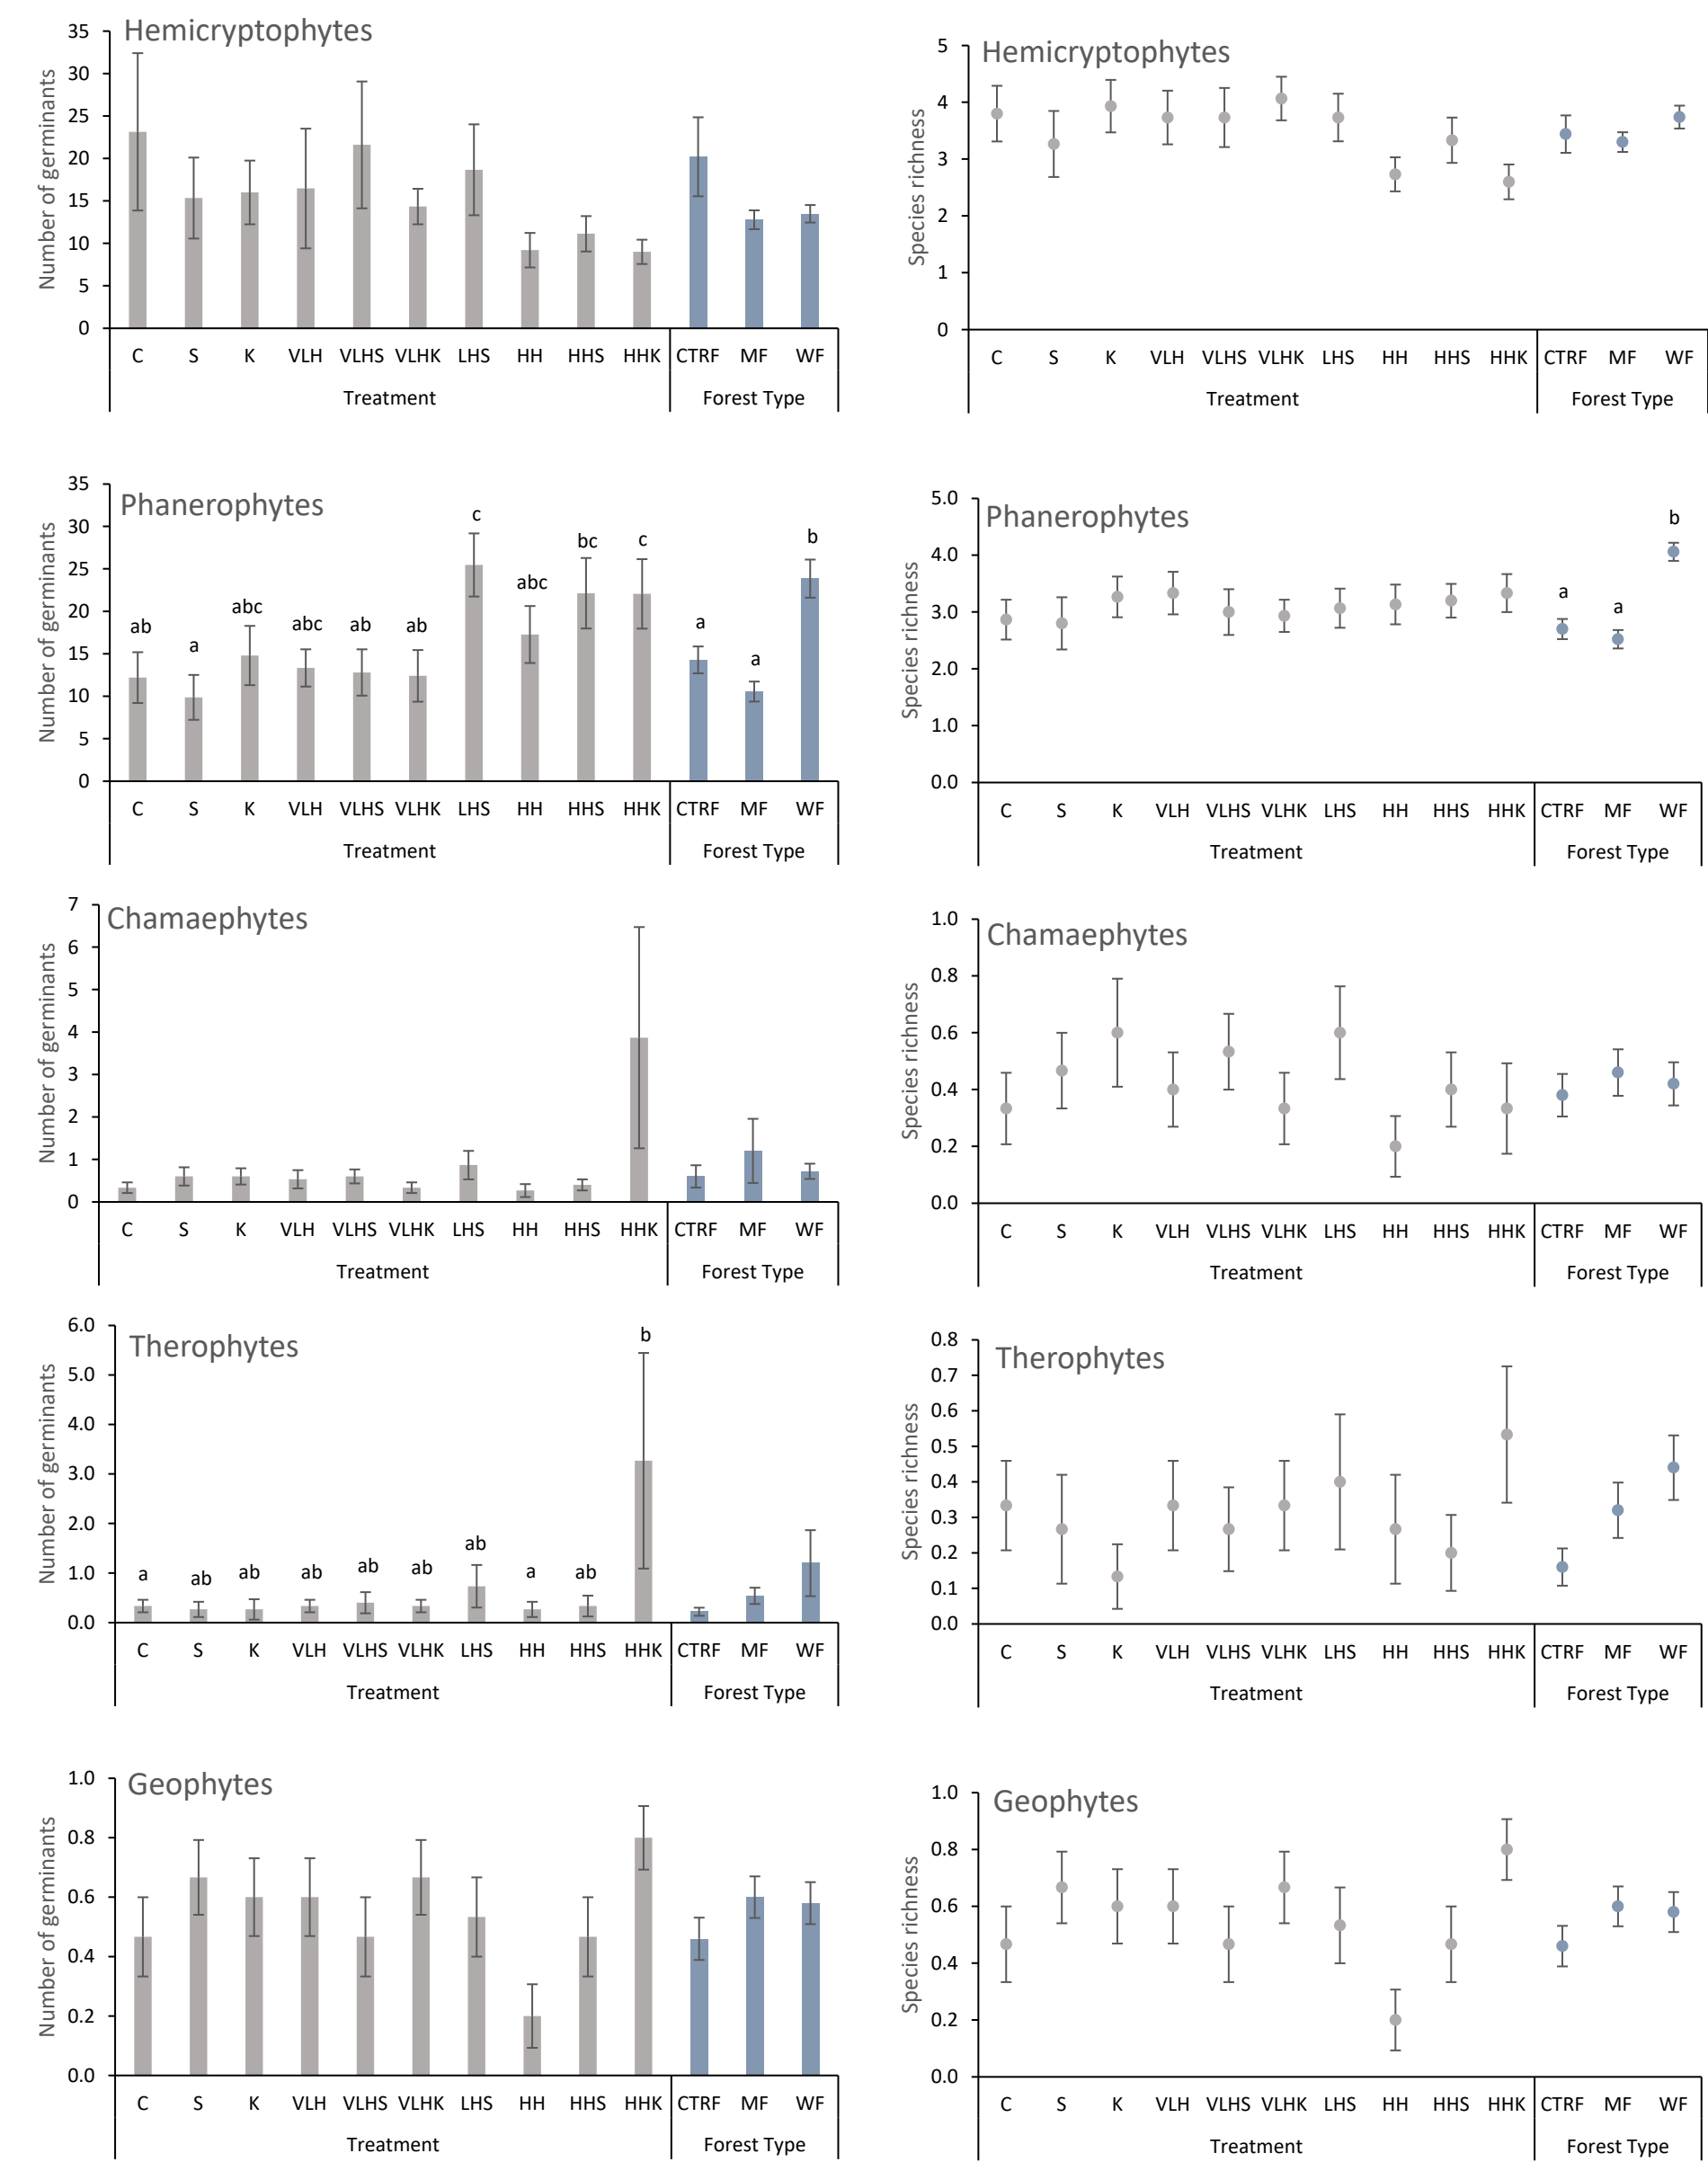 Hemicryptophytes
Number of germinants
35
30
25
20
15
10
5
0
C S K VLH VLHS VLHK LHS HH HHS HHK CTRF MF WF
Treatment Forest Type
Hemicryptophytes
Species richness
5
4
3
2
1
0
C S K VLH VLHS VLHK LHS HH HHS HHK CTRF MF WF
Treatment Forest Type
Phanerophytes
Number of germinants
35
30
25
20
15
10
5
0
ab a abc abc ab ab c abc bc c a a b
C S K VLH VLHS VLHK LHS HH HHS HHK CTRF MF WF
Treatment Forest Type
Phanerophytes
Species richness
5.0
4.0
3.0
2.0
1.0
0.0
a a b
C S K VLH VLHS VLHK LHS HH HHS HHK CTRF MF WF
Treatment Forest Type
Chamaephytes
Number of germinants
7
6
5
4
3
2
1
0
C S K VLH VLHS VLHK LHS HH HHS HHK CTRF MF WF
Treatment Forest Type
Chamaephytes
Species richness
1.0
0.8
0.6
0.4
0.2
0.0
C S K VLH VLHS VLHK LHS HH HHS HHK CTRF MF WF
Treatment Forest Type
Therophytes
Number of germinants
6.0
5.0
4.0
3.0
2.0
1.0
0.0
a ab ab ab ab ab ab a ab b
C S K VLH VLHS VLHK LHS HH HHS HHK CTRF MF WF
Treatment Forest Type
Therophytes
Species richness
0.8
0.7
0.6
0.5
0.4
0.3
0.2
0.1
0.0
C S K VLH VLHS VLHK LHS HH HHS HHK CTRF MF WF
Treatment Forest Type
Geophytes
Number of germinants
1.0
0.8
0.6
0.4
0.2
0.0
C S K VLH VLHS VLHK LHS HH HHS HHK CTRF MF WF
Treatment Forest Type
Geophytes
Species richness
1.0
0.8
0.6
0.4
0.2
0.0
C S K VLH VLHS VLHK LHS HH HHS HHK CTRF MF WF
Treatment Forest Type